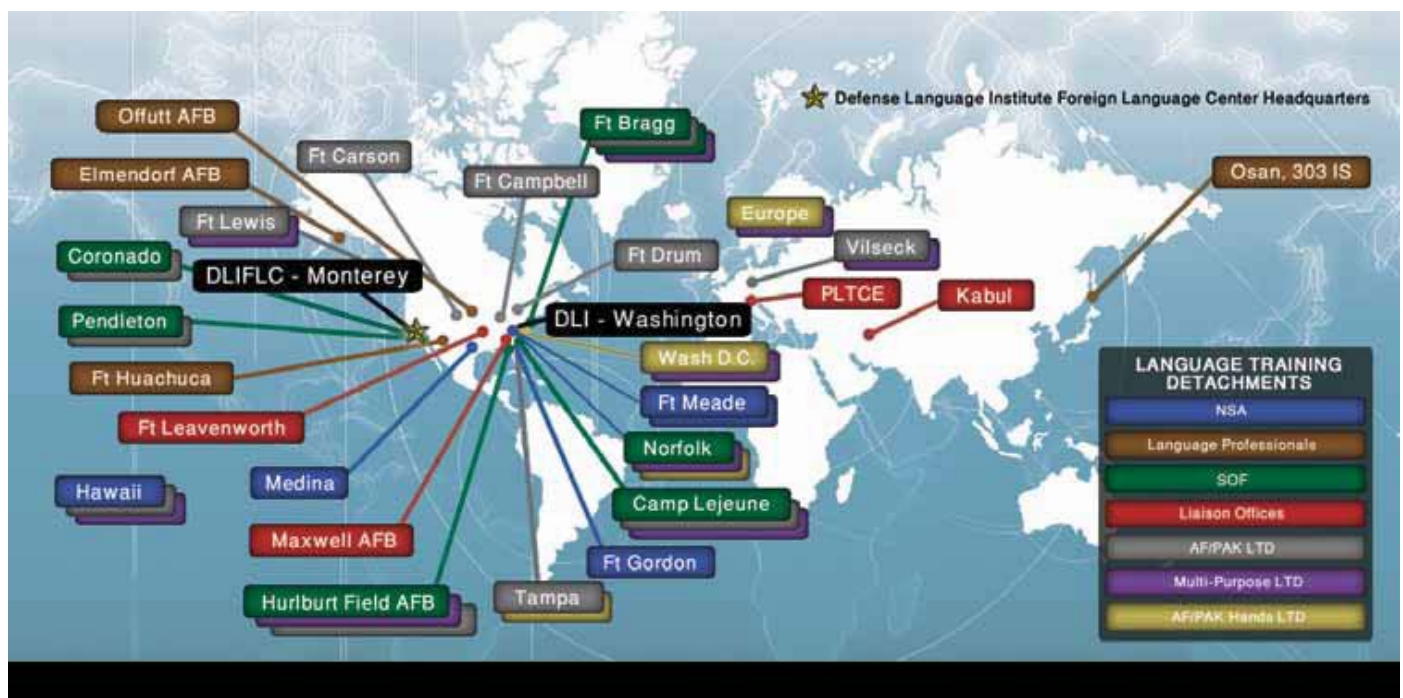 Defense Language Institute Foreign Language Center Headquarters
Offutt AFB
Ft Bragg
Ft Carson
Elmendorf AFB
Ft Campbell
Osan, 303 IS
Ft Lewis
Europe
Coronado
Vilseck
DLIFLC - Monterey
Ft Drum
PLTCE
Kabul
Pendleton
DLI - Washington
Wash D.C.
Ft Huachuca
Ft Meade
Ft Leavenworth
Norfolk
Hawaii
Medina
Camp Lejeune
Maxwell AFB
Ft Gordon
Hurlburt Field AFB
Tampa
LANGUAGE TRAINING
DETACHMENTS
NSA
Language Professionals
SOF
Liaison Offices
AF/PAK LTD
Multi-Purpose LTD
AF/PAK Hands LTD